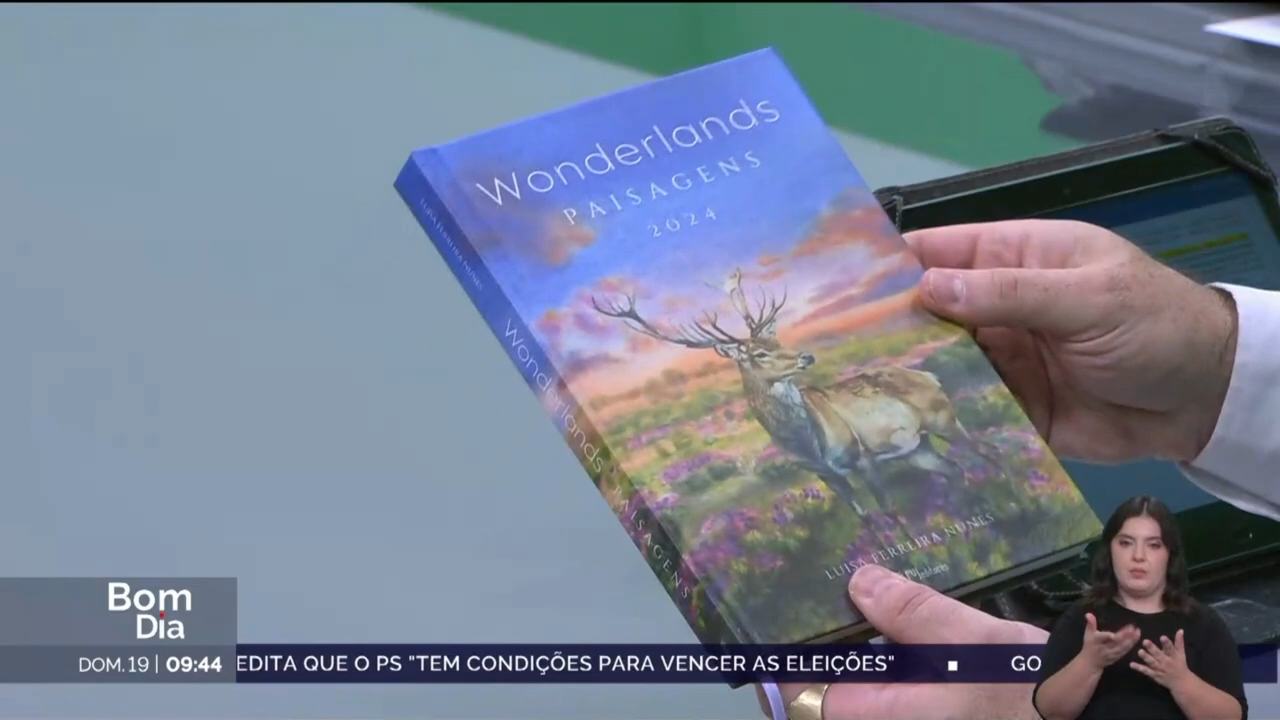 Wonderlands
PAISAGENS
2024
LUISA FERREIRA NUNES
Wonderlands PAISAGENS
LUISA FERREIRA NUNES
Bom
Dia
DOM.19 | 09:44
EDITA QUE O PS "TEM CONDIÇÕES PARA VENCER AS ELEIÇÕES" ■ GO